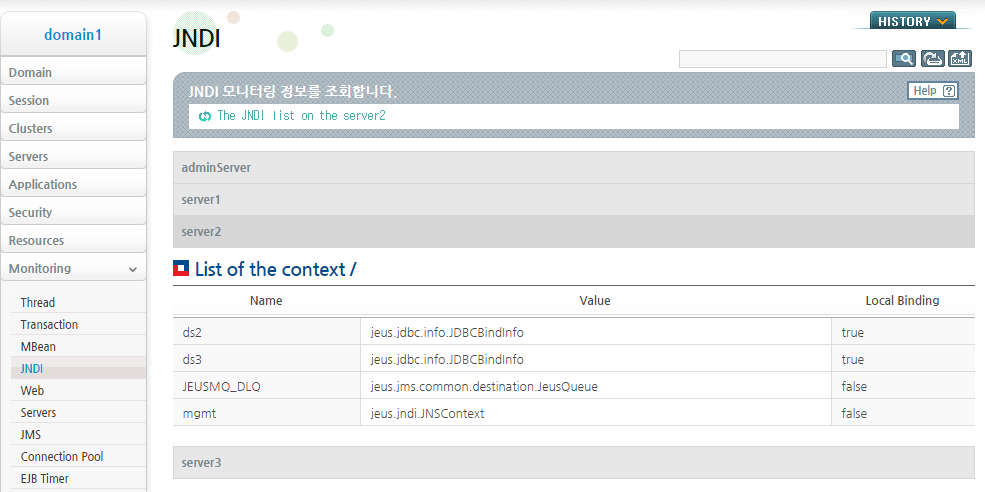 domain1
Domain
Session
Clusters
Servers
Applications
Security
Resources
Monitoring
Thread
Transaction
MBean
JNDI
Web
Servers
JMS
Connection Pool
EJB Timer
JNDI
HISTORY
XML
JNDI 모니터링 정보를 조회합니다.
Help ?
The JNDI list on the server2
adminServer
server1
server2
List of the context /
Name Value Local Binding
ds2 jeus.jdbc.info.JDBCBindInfo true
ds3 jeus.jdbc.info.JDBCBindInfo true
JEUSMQ_DLQ jeus.jms.common.destination.JeusQueue false
mgmt jeus.jndi.JNSContext false
server3